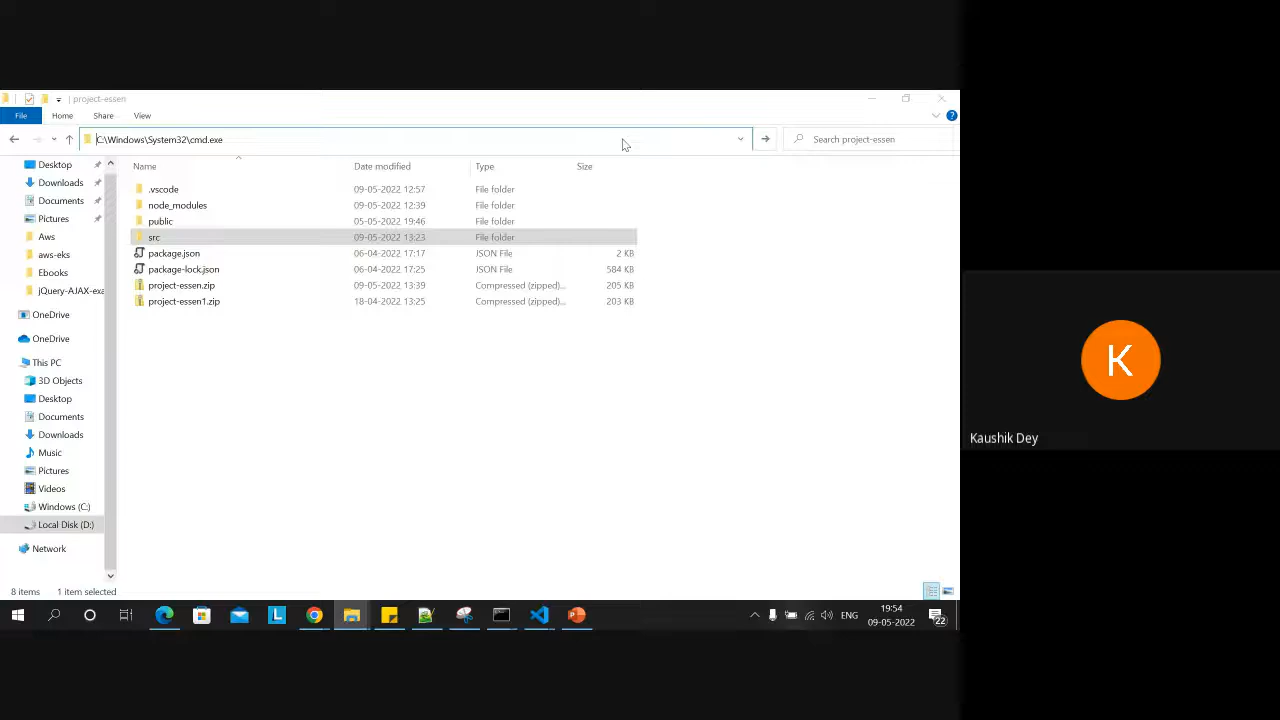 project-essen
File Home Share View
C:\Windows\System32\cmd.exe
Search project-essen
Name Date modified Type Size
.vscode 09-05-2022 12:57 File folder
node_modules 09-05-2022 12:39 File folder
public 05-05-2022 19:46 File folder
src 09-05-2022 13:23 File folder
package.json 06-04-2022 17:17 JSON File 2 KB
package-lock.json 06-04-2022 17:25 JSON File 584 KB
project-essen.zip 09-05-2022 13:39 Compressed (zipped)... 205 KB
project-essen1.zip 18-04-2022 13:25 Compressed (zipped)... 203 KB
Desktop
Downloads
Documents
Pictures
Aws
aws-eks
Ebooks
jQuery-AJAX-exa
OneDrive
OneDrive
This PC
3D Objects
Desktop
Documents
Downloads
Music
Pictures
Videos
Windows (C:)
Local Disk (D:)
Network
8 items 1 item selected
L
ENG
19:54
09-05-2022
22
K
Kaushik Dey